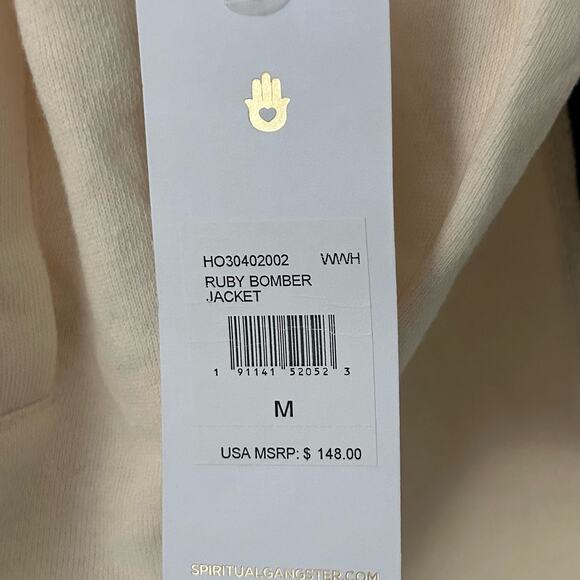 HO30402002 WWH
RUBY BOMBER
JACKET
1 91141 52052 3
M
USA MSRP: $ 148.00
SPIRITUALGANGSTER.COM